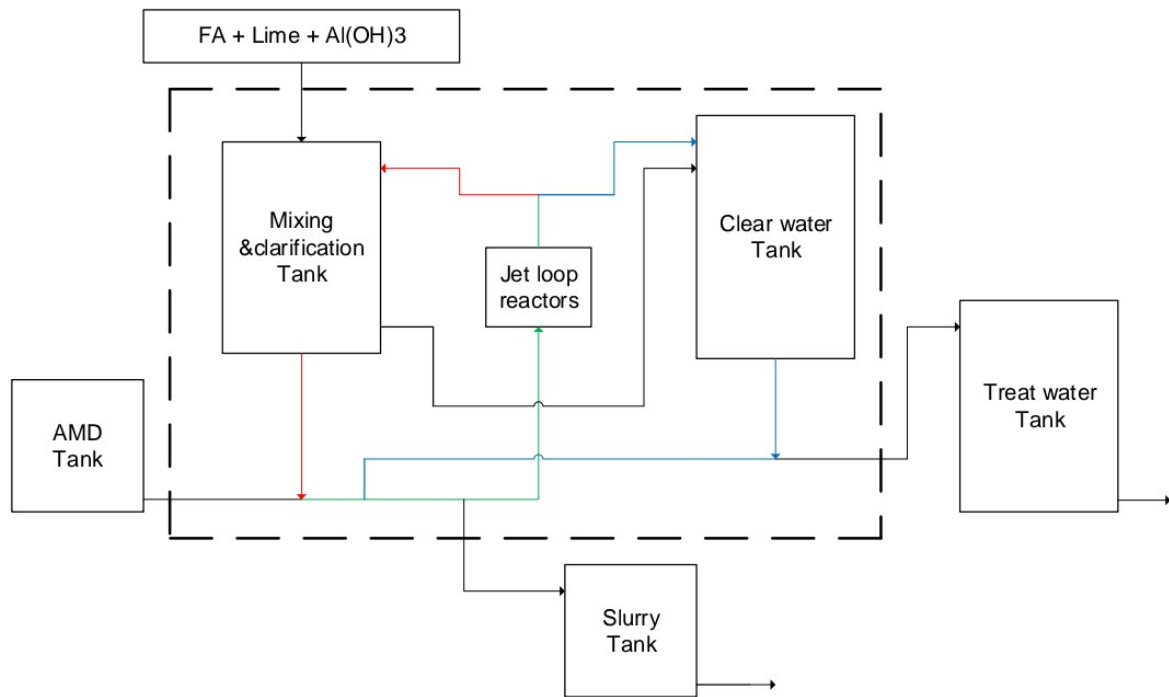 FA + Lime + Al(OH)3
Mixing
&clarification
Tank
Clear water
Tank
Jet loop
reactors
AMD
Tank
Treat water
Tank
Slurry
Tank